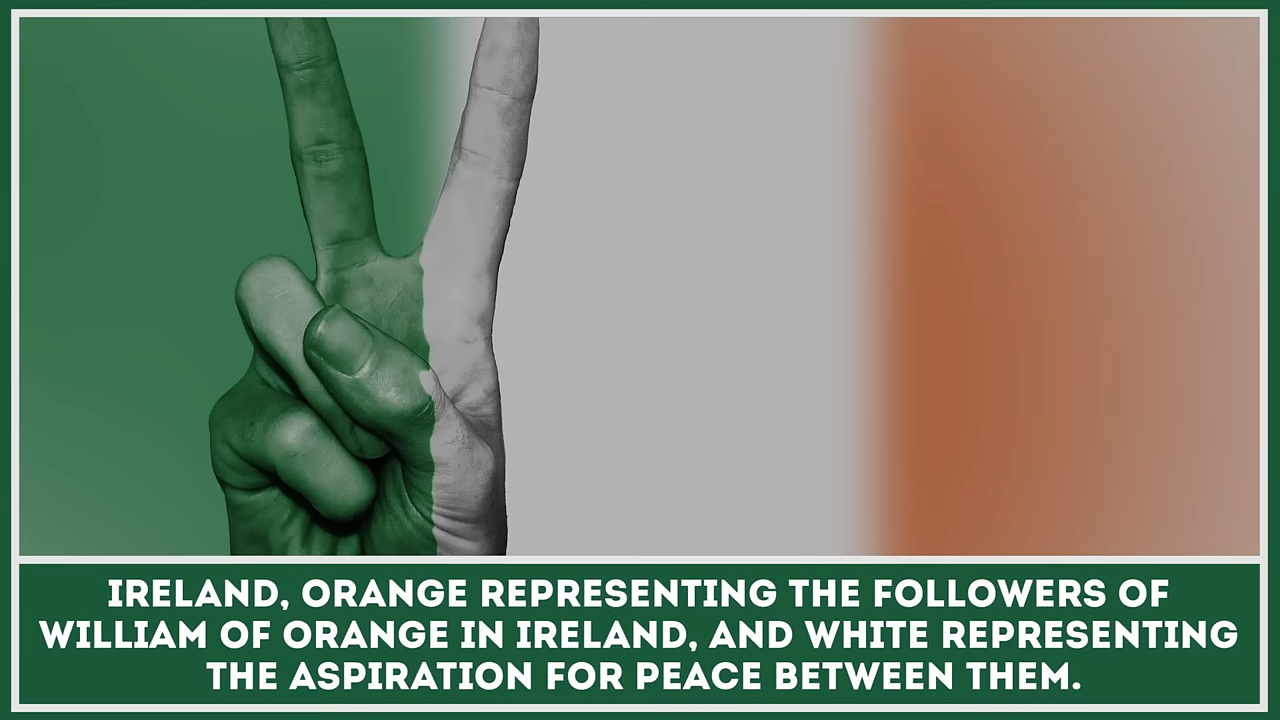 IRELAND, ORANGE REPRESENTING THE FOLLOWERS OF
WILLIAM OF ORANGE IN IRELAND, AND WHITE REPRESENTING
THE ASPIRATION FOR PEACE BETWEEN THEM.